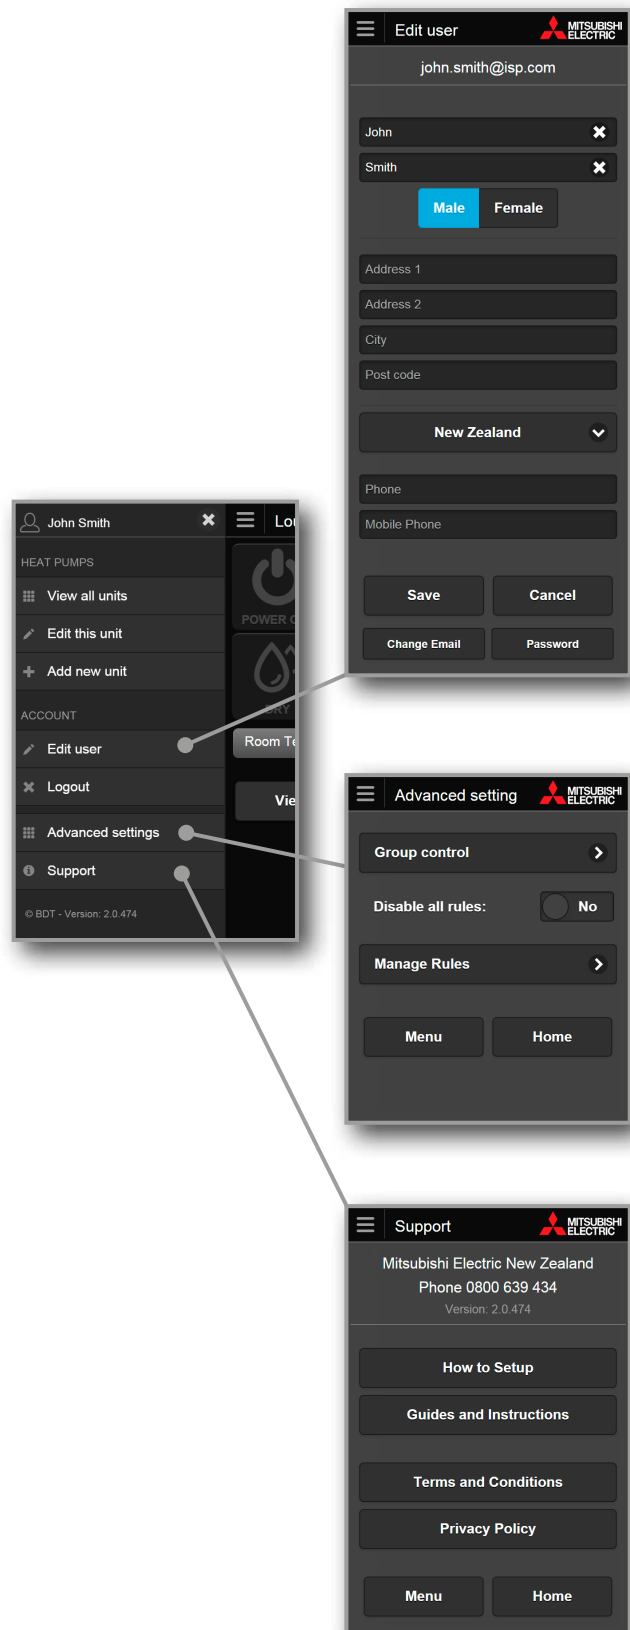 Edit user
MITSUBISHI
ELECTRIC
john.smith@isp.com
John
Smith
Male Female
Address 1
Address 2
City
Post code
New Zealand
Phone
Mobile Phone
Save Cancel
Change Email Password
John Smith
HEAT PUMPS
View all units
Edit this unit
Add new unit
ACCOUNT
Edit user
Logout
Advanced settings
Support
© BDT - Version: 2.0.474
POWER
Room
Advanced setting
MITSUBISHI
ELECTRIC
Group control
Disable all rules: No
Manage Rules
Menu Home
Support
MITSUBISHI
ELECTRIC
Mitsubishi Electric New Zealand
Phone 0800 639 434
Version: 2.0.474
How to Setup
Guides and Instructions
Terms and Conditions
Privacy Policy
Menu Home